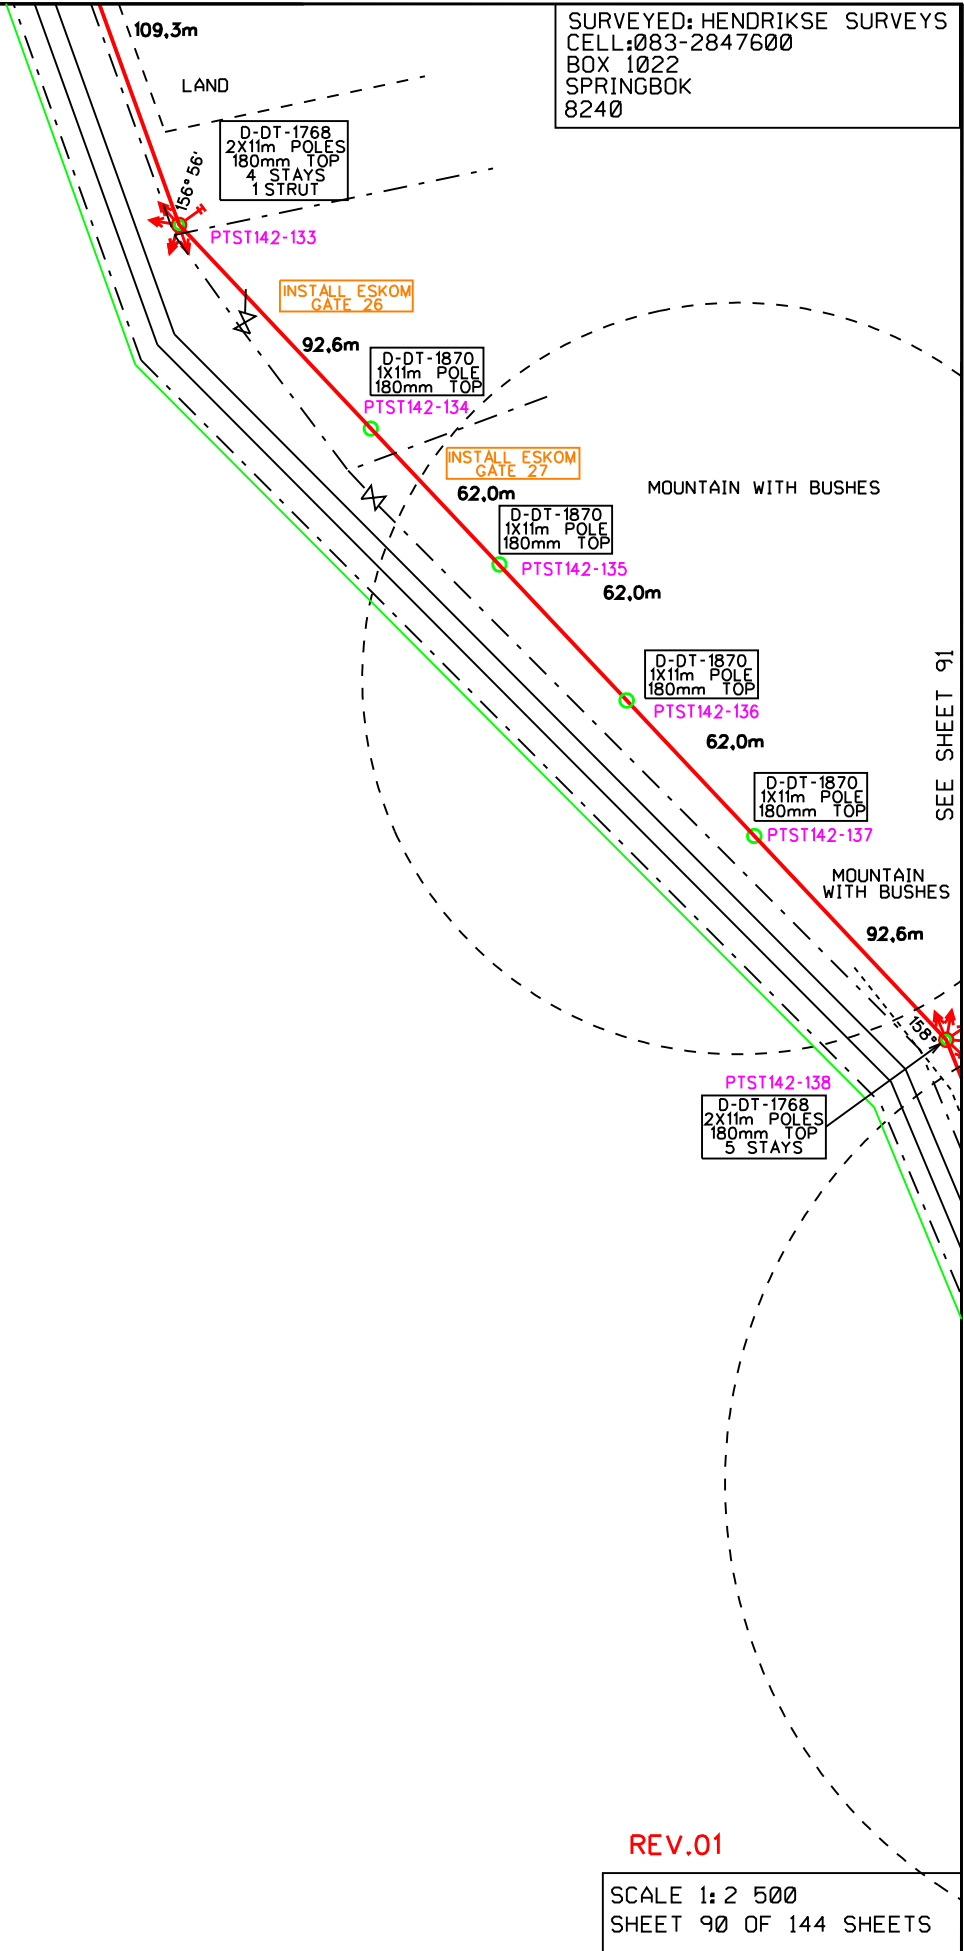 SURVEYED: HENDRIKSE SURVEYS
CELL:083-2847600
BOX 1022
SPRINGBOK
8240
109,3m
LAND
D-DT-1768
2X11m POLES
180mm TOP
4 STAYS
1 STRUT
156° 56'
PTST142-133
INSTALL ESKOM
GATE 26
92,6m
D-DT-1870
1X11m POLE
180mm TOP
PTST142-134
INSTALL ESKOM
GATE 27
62,0m
MOUNTAIN WITH BUSHES
D-DT-1870
1X11m POLE
180mm TOP
PTST142-135
62,0m
D-DT-1870
1X11m POLE
180mm TOP
PTST142-136
62,0m
SEE SHEET 91
D-DT-1870
1X11m POLE
180mm TOP
PTST142-137
MOUNTAIN
WITH BUSHES
92,6m
158°
PTST142-138
D-DT-1768
2X11m POLES
180mm TOP
5 STAYS
REV.01
SCALE 1: 2 500
SHEET 90 OF 144 SHEETS